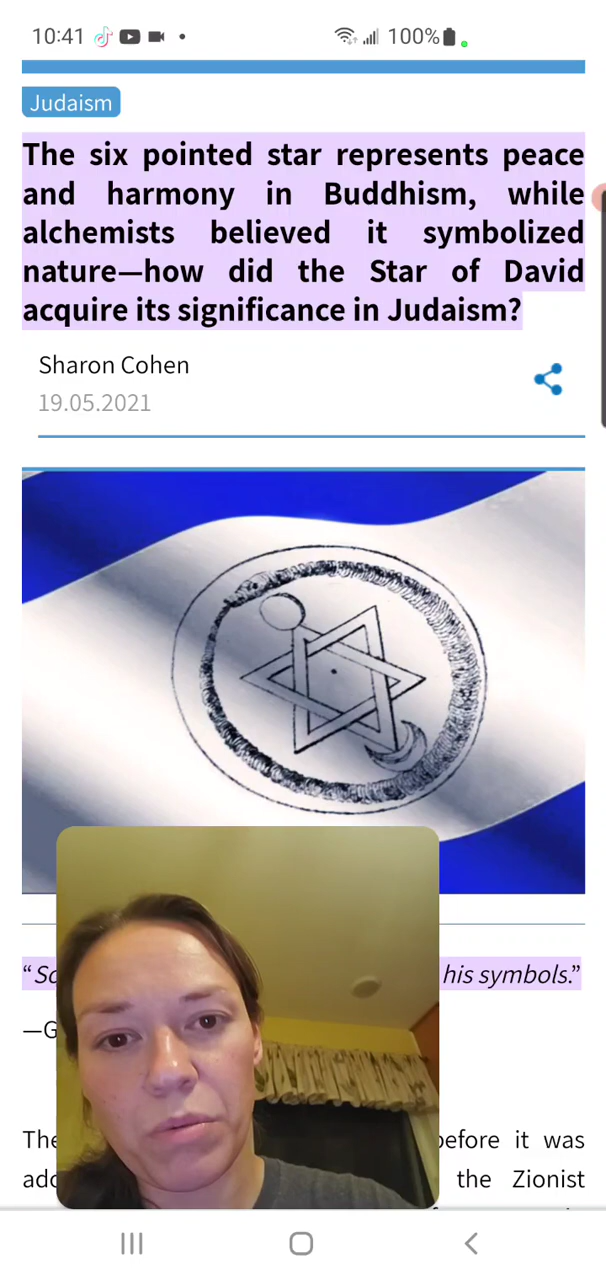 10:41 100%
Judaism
The six pointed star represents peace
and harmony in Buddhism, while
alchemists believed it symbolized
nature—how did the Star of David
acquire its significance in Judaism?
Sharon Cohen
19.05.2021
“ his symbols.”
—G
before it was
the Zionist